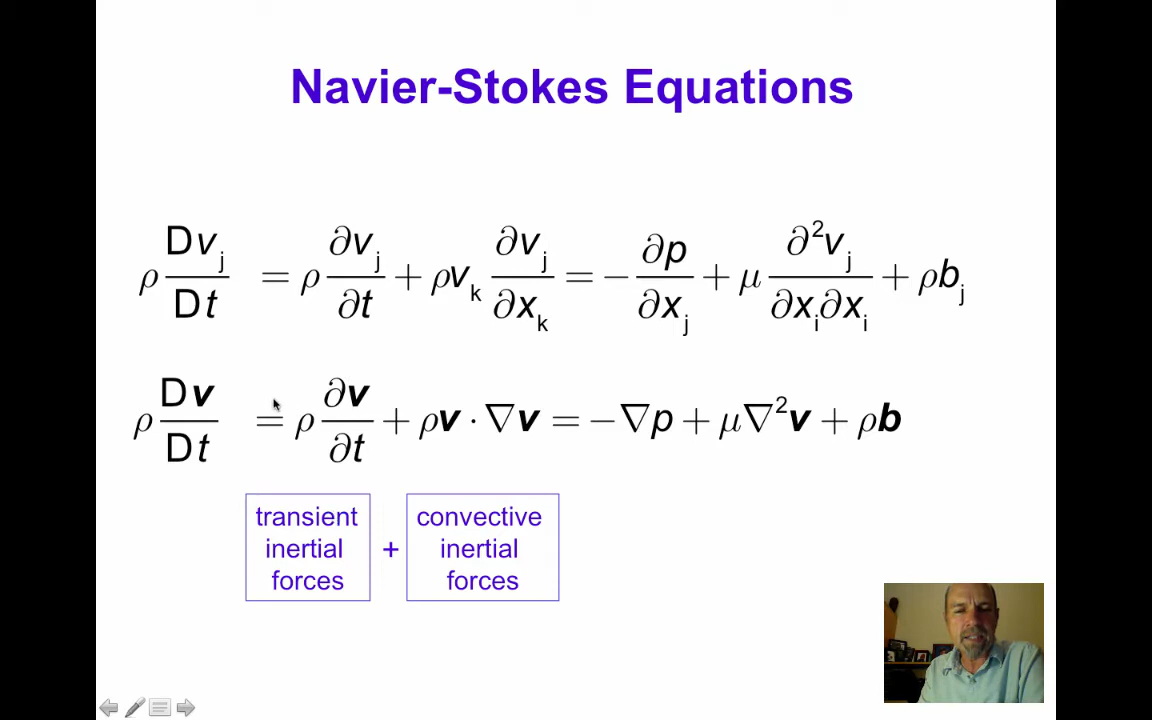 Navier-Stokes Equations
ρ Dv_j/Dt = ρ ∂v_j/∂t + ρv_k ∂v_j/∂x_k = − ∂p/∂x_j + μ ∂²v_j/∂x_i∂x_i + ρb_j
ρ Dv/Dt = ρ ∂v/∂t + ρv · ∇v = −∇p + μ∇²v + ρb
transient
inertial
forces
+
convective
inertial
forces